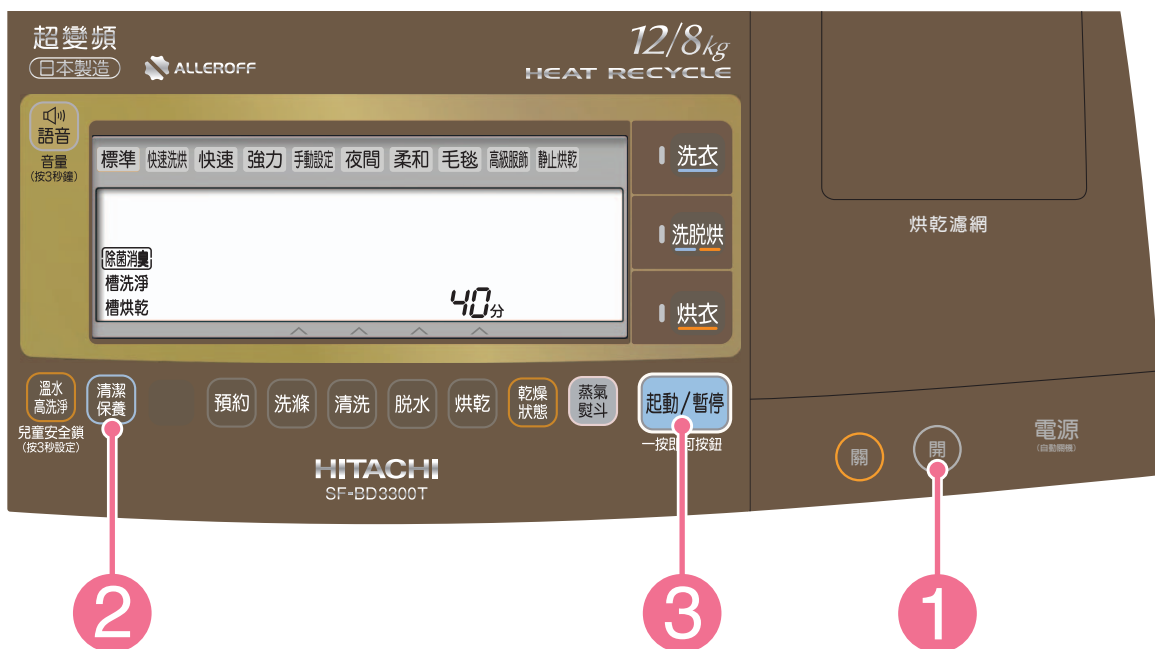 超變頻
日本製造 ALLEROFF
12/8kg
HEAT RECYCLE
語音
音量
(按3秒鐘)
標準 快速洗烘 快速 強力 手動設定 夜間 柔和 毛毯 高級服飾 靜止烘乾
除菌消臭
槽洗淨
槽烘乾
40分
洗衣
洗脫烘
烘衣
烘乾濾網
溫水
高洗淨
兒童安全鎖
(按3秒設定)
清潔
保養
預約
洗滌
清洗
脫水
烘乾
乾燥
狀態
蒸氣
熨斗
起動/暫停
一按即可按鈕
HITACHI
SF-BD3300T
關
開
電源
(自動關機)
2
3
1